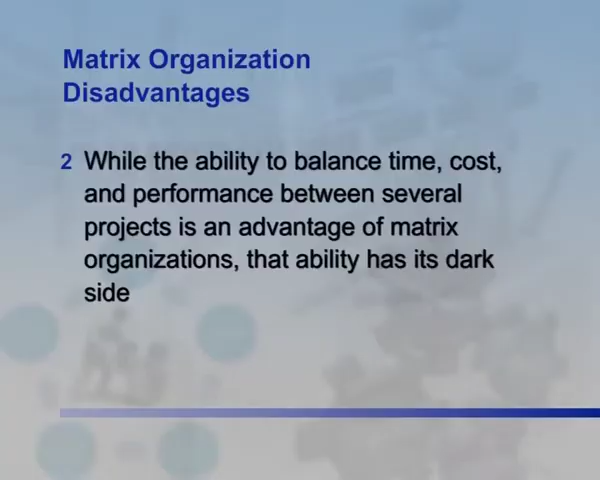 Matrix Organization
Disadvantages
2 While the ability to balance time, cost,
and performance between several
projects is an advantage of matrix
organizations, that ability has its dark
side